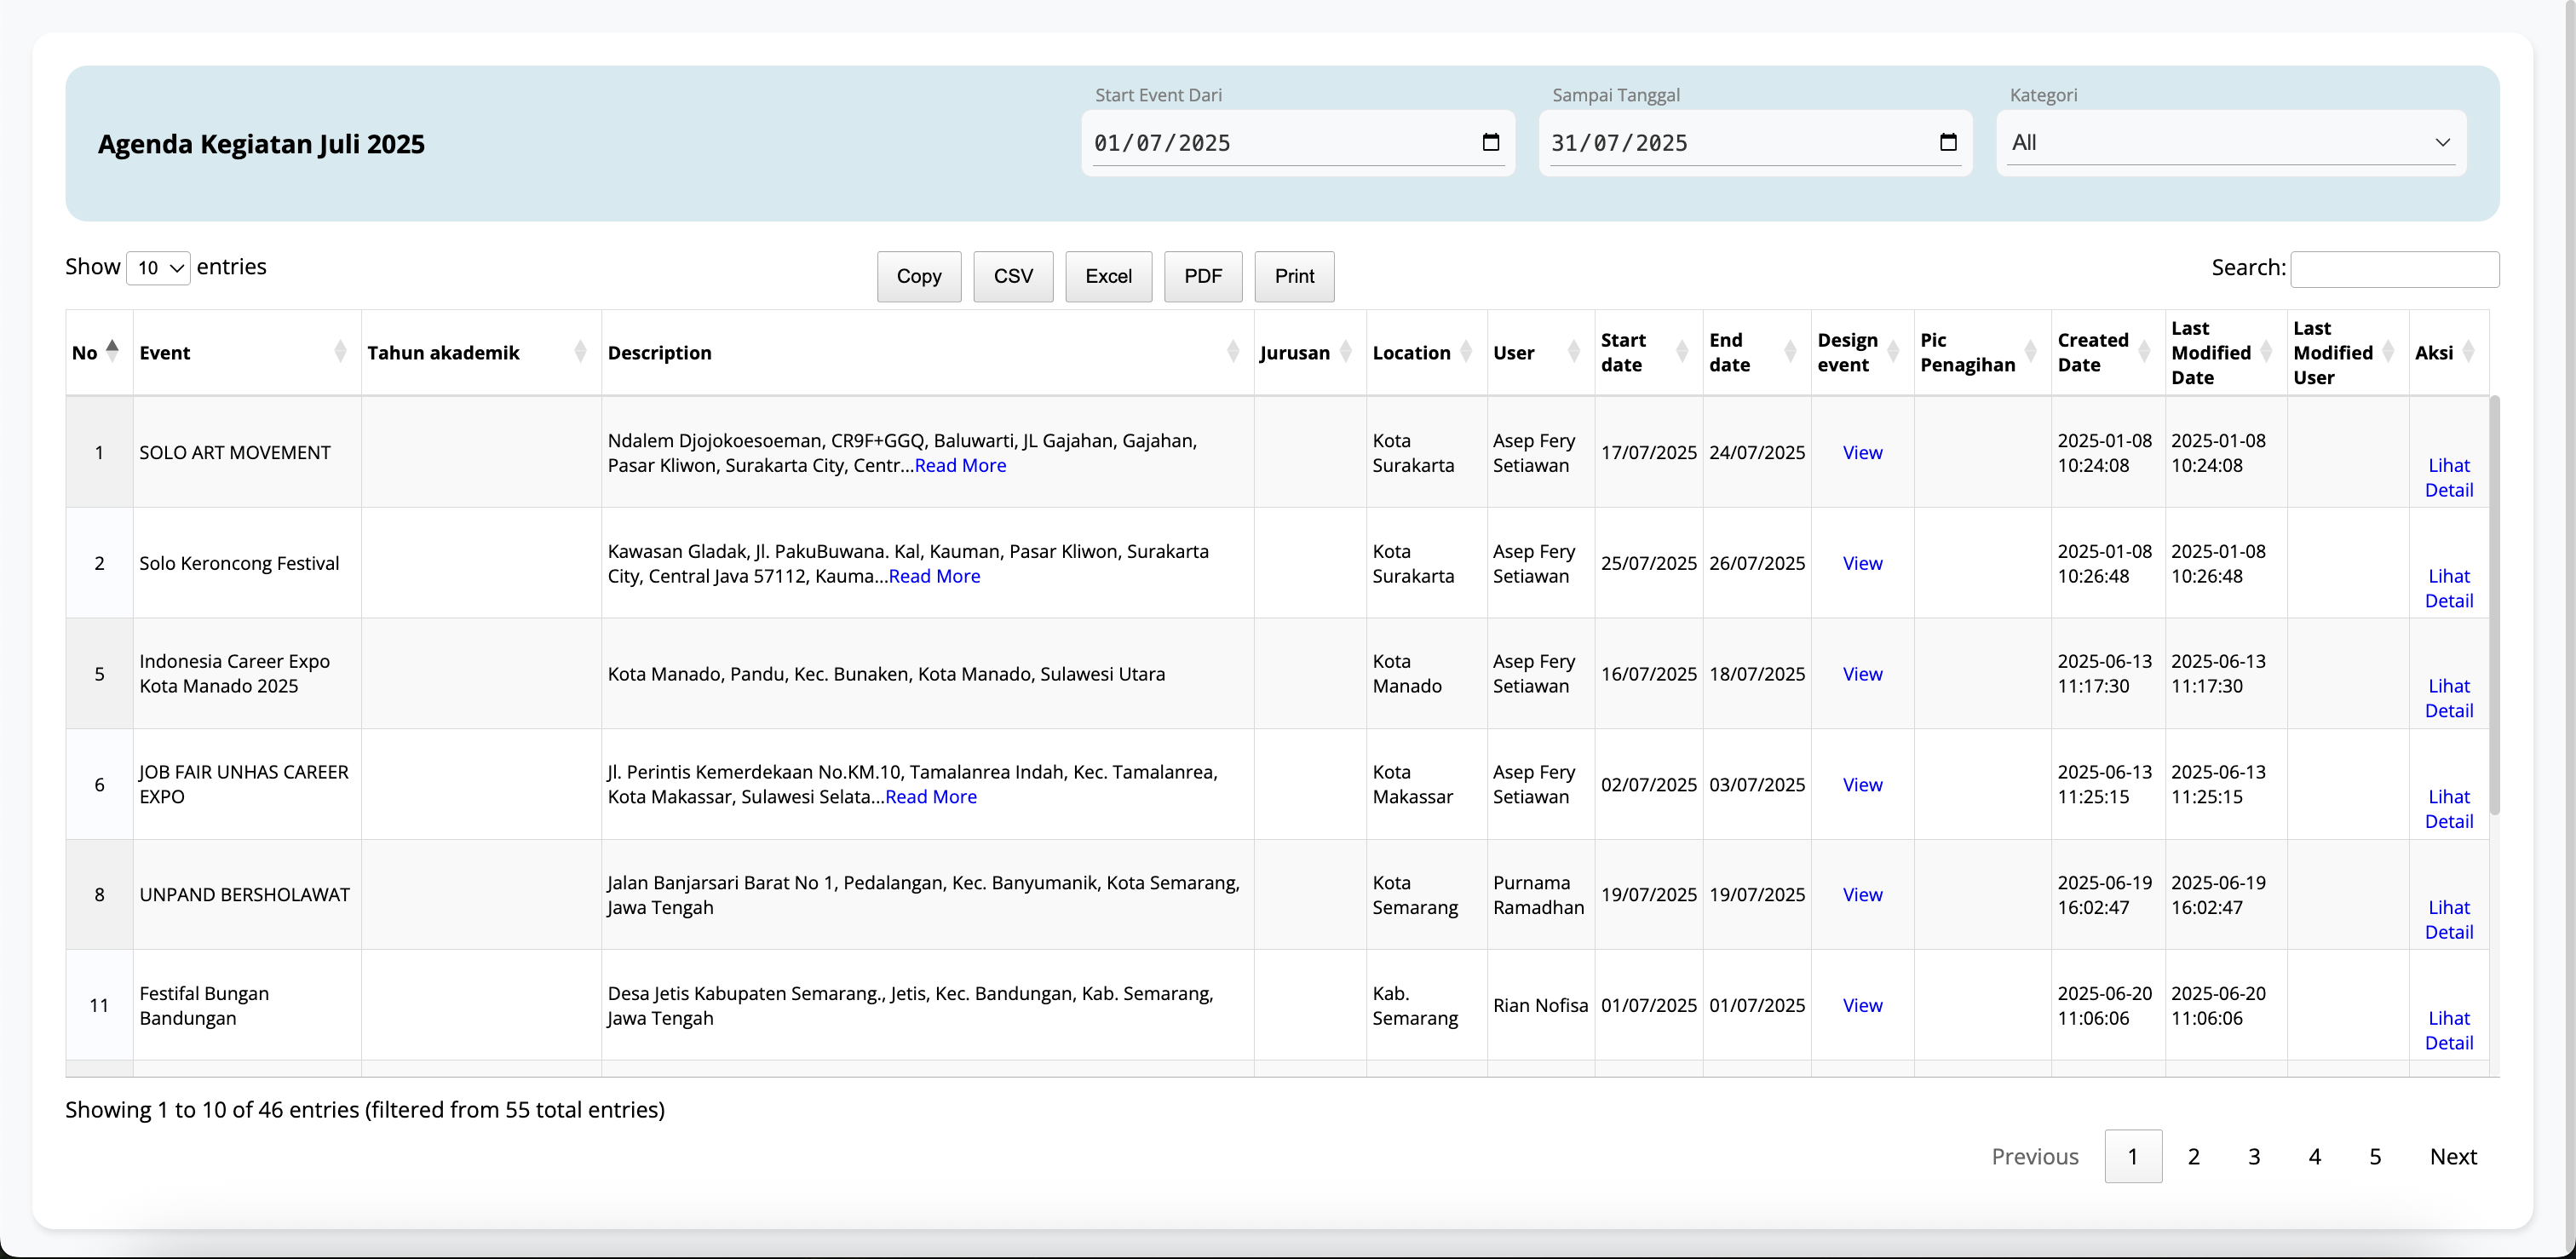 Agenda Kegiatan Juli 2025
Start Event Dari
01/07/2025
Sampai Tanggal
31/07/2025
Kategori
All
Show 10 entries
Copy CSV Excel PDF Print
Search:
No Event Tahun akademik Description Jurusan Location User Start date End date Design event Pic Penagihan Created Date Last Modified Date Last Modified User Aksi
1
SOLO ART MOVEMENT
Ndalem Djojokoesoeman, CR9F+GGQ, Baluwarti, JL Gajahan, Gajahan,
Pasar Kliwon, Surakarta City, Centr...Read More
Kota
Surakarta
Asep Fery
Setiawan
17/07/2025
24/07/2025
View
2025-01-08
10:24:08
2025-01-08
10:24:08
Lihat
Detail
2
Solo Keroncong Festival
Kawasan Gladak, Jl. PakuBuwana. Kal, Kauman, Pasar Kliwon, Surakarta
City, Central Java 57112, Kauma...Read More
Kota
Surakarta
Asep Fery
Setiawan
25/07/2025
26/07/2025
View
2025-01-08
10:26:48
2025-01-08
10:26:48
Lihat
Detail
5
Indonesia Career Expo
Kota Manado 2025
Kota Manado, Pandu, Kec. Bunaken, Kota Manado, Sulawesi Utara
Kota
Manado
Asep Fery
Setiawan
16/07/2025
18/07/2025
View
2025-06-13
11:17:30
2025-06-13
11:17:30
Lihat
Detail
6
JOB FAIR UNHAS CAREER
EXPO
Jl. Perintis Kemerdekaan No.KM.10, Tamalanrea Indah, Kec. Tamalanrea,
Kota Makassar, Sulawesi Selata...Read More
Kota
Makassar
Asep Fery
Setiawan
02/07/2025
03/07/2025
View
2025-06-13
11:25:15
2025-06-13
11:25:15
Lihat
Detail
8
UNPAND BERSHOLAWAT
Jalan Banjarsari Barat No 1, Pedalangan, Kec. Banyumanik, Kota Semarang,
Jawa Tengah
Kota
Semarang
Purnama
Ramadhan
19/07/2025
19/07/2025
View
2025-06-19
16:02:47
2025-06-19
16:02:47
Lihat
Detail
11
Festifal Bungan
Bandungan
Desa Jetis Kabupaten Semarang., Jetis, Kec. Bandungan, Kab. Semarang,
Jawa Tengah
Kab.
Semarang
Rian Nofisa
01/07/2025
01/07/2025
View
2025-06-20
11:06:06
2025-06-20
11:06:06
Lihat
Detail
Showing 1 to 10 of 46 entries (filtered from 55 total entries)
Previous 1 2 3 4 5 Next